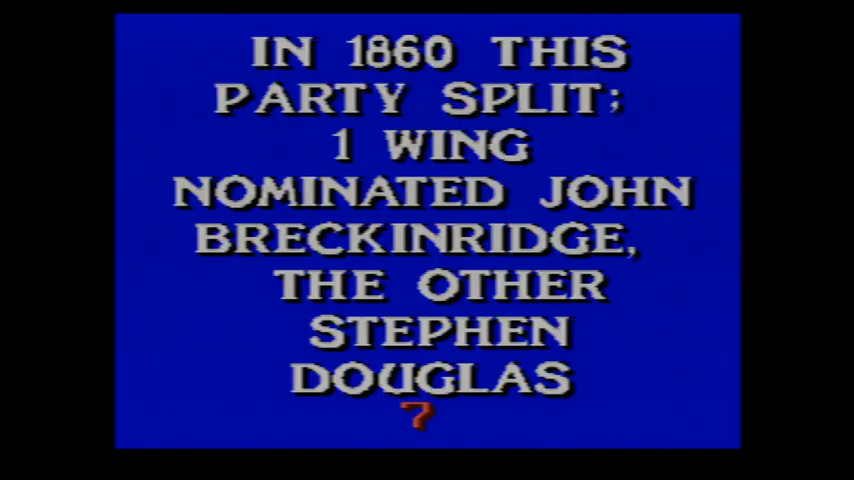 IN 1860 THIS
PARTY SPLIT;
1 WING
NOMINATED JOHN
BRECKINRIDGE,
THE OTHER
STEPHEN
DOUGLAS
7